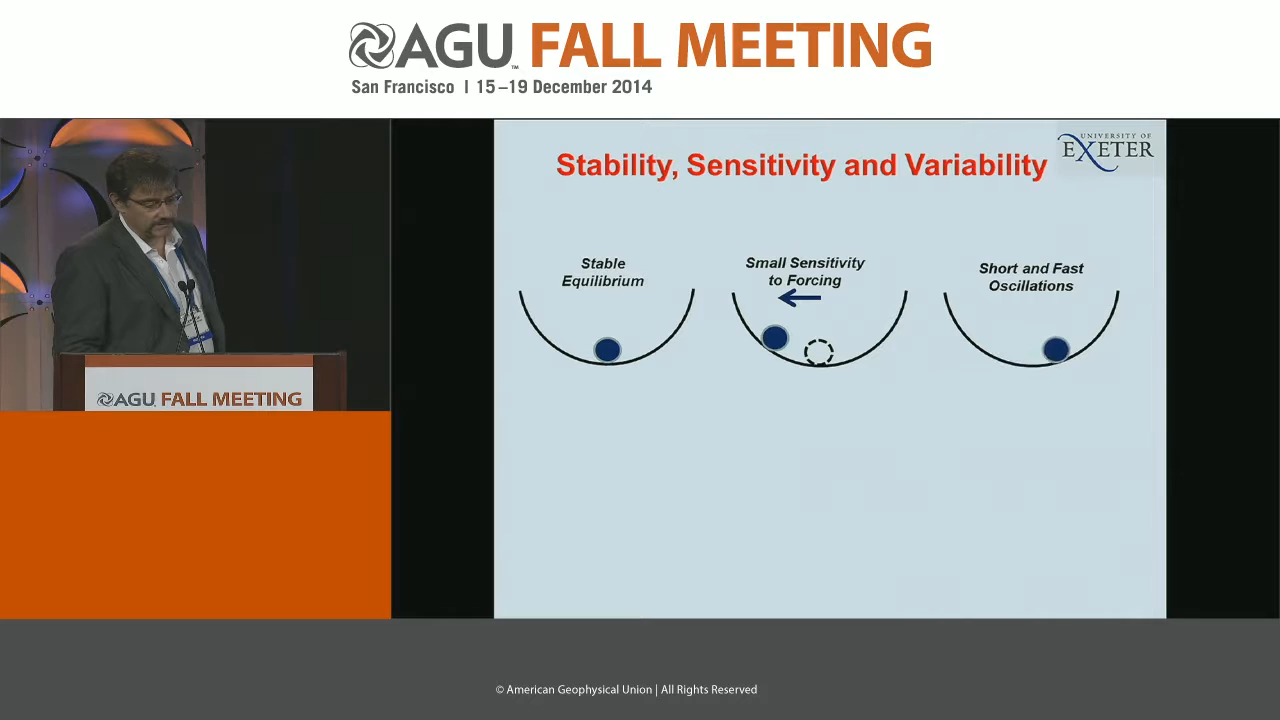 AGU FALL MEETING
San Francisco | 15–19 December 2014
UNIVERSITY OF
EXETER
Stability, Sensitivity and Variability
Stable
Equilibrium
Small Sensitivity
to Forcing
Short and Fast
Oscillations
AGU FALL MEETING
© American Geophysical Union | All Rights Reserved